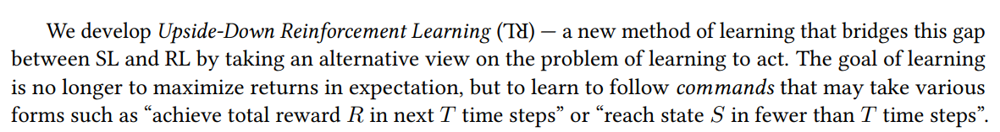 We develop Upside-Down Reinforcement Learning (⅂ꓤ) — a new method of learning that bridges this gap
between SL and RL by taking an alternative view on the problem of learning to act. The goal of learning
is no longer to maximize returns in expectation, but to learn to follow commands that may take various
forms such as “achieve total reward R in next T time steps” or “reach state S in fewer than T time steps”.